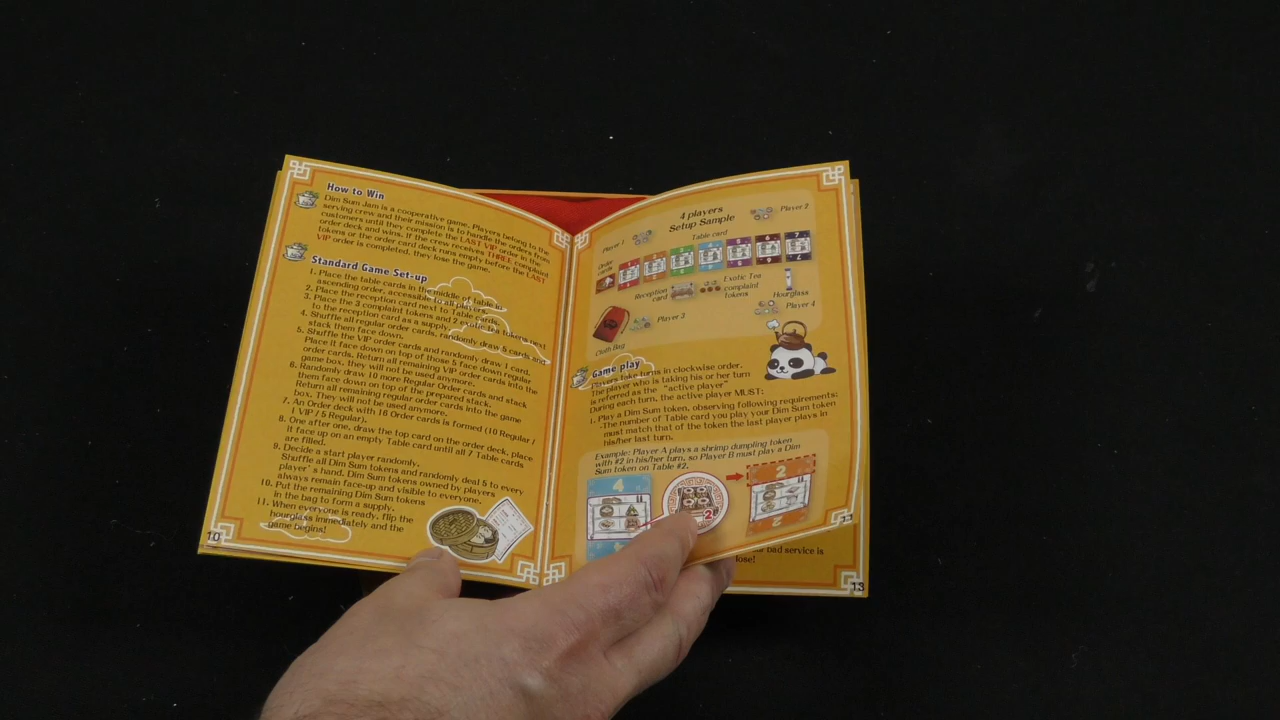 How to Win
Dim Sum Jam is a cooperative game. Players belong to the
serving crew and their mission is to handle the orders from
customers until they complete the LAST VIP order in the
order deck and wins. If the crew receives THREE complaint
tokens or the order card deck runs empty before the LAST
VIP order is completed, they lose the game.
Standard Game Set-up
1. Place the table cards in the middle of table in
ascending order, accessible to all players.
2. Place the reception card next to Table cards.
3. Place the 3 complaint tokens and 2 exotic tea tokens next
to the reception card as a supply.
4. Shuffle all regular order cards, randomly draw 5 cards and
stack them face down.
5. Shuffle the VIP order cards and randomly draw 1 card.
Place it face down on top of those 5 face down regular
order cards. Return all remaining VIP order cards into the
game box, they will not be used anymore.
6. Randomly draw 10 more Regular Order cards and stack
them face down on top of the prepared stack.
Return all remaining regular order cards into the game
box. They will not be used anymore.
7. An Order deck with 16 Order cards is formed (10 Regular /
1 VIP / 5 Regular).
8. One after one, draw the top card on the order deck, place
it face up on an empty Table card until all 7 Table cards
are filled.
9. Decide a start player randomly.
Shuffle all Dim Sum tokens and randomly deal 5 to every
player's hand. Dim Sum tokens owned by players
always remain face-up and visible to everyone.
10. Put the remaining Dim Sum tokens
in the bag to form a supply.
11. When everyone is ready, flip the
hourglass immediately and the
game begins!
10
4 players
Setup Sample
Player 2
Player 1
Table card
Order
cards
1 2 3 4 5 6 7
Reception
card
Exotic Tea
complaint
tokens
Hourglass
Player 4
Player 3
Cloth Bag
Game play
Players take turns in clockwise order.
The player who is taking his/her turn
is referred as the "active player"
During each turn, the active player MUST:
1. Play a Dim Sum token, observing following requirements:
-The number of Table card you play your Dim Sum token
must match that of the token the last player plays in
his/her last turn.
Example: Player A plays a shrimp dumpling token
with #2 in his/her turn, so Player B must play a Dim
Sum token on Table #2.
4
2
2
2
11
bad service is
lose!
13